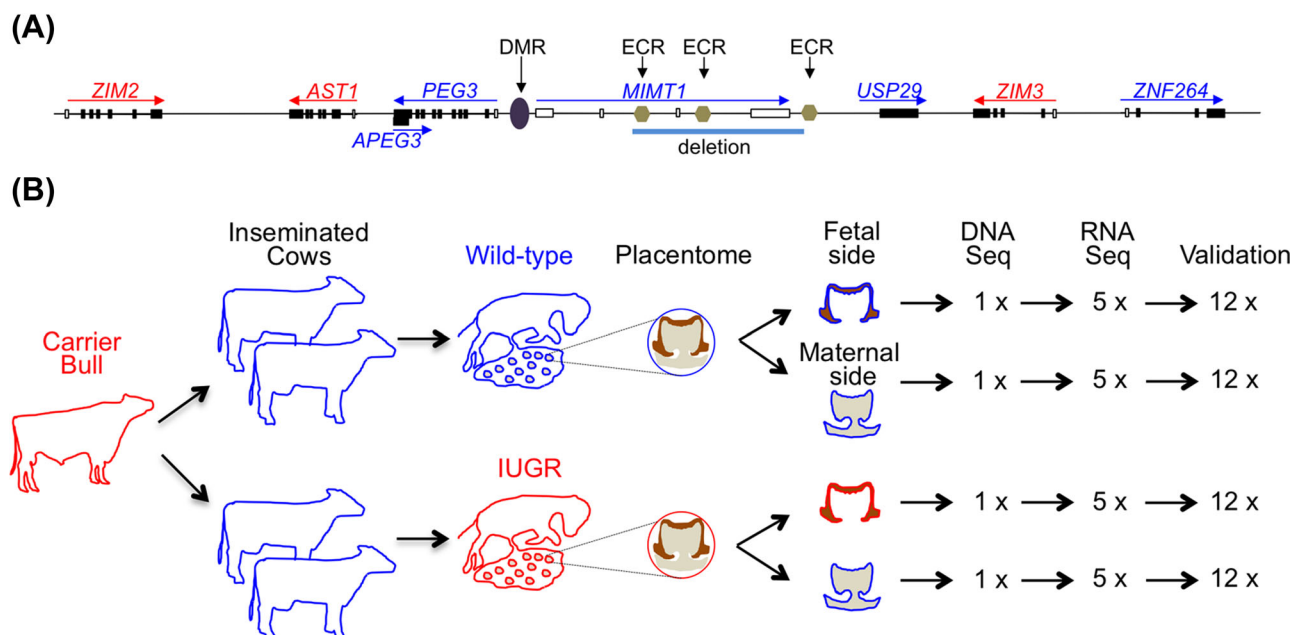 (A)
DMR ECR ECR ECR
ZIM2 AST1 PEG3 MIMT1 USP29 ZIM3 ZNF264
APEG3
deletion
(B)
Inseminated Cows
Wild-type
Placentome
Fetal side
DNA Seq
RNA Seq
Validation
1 x 5 x 12 x
Carrier Bull
Maternal side
1 x 5 x 12 x
IUGR
1 x 5 x 12 x
1 x 5 x 12 x